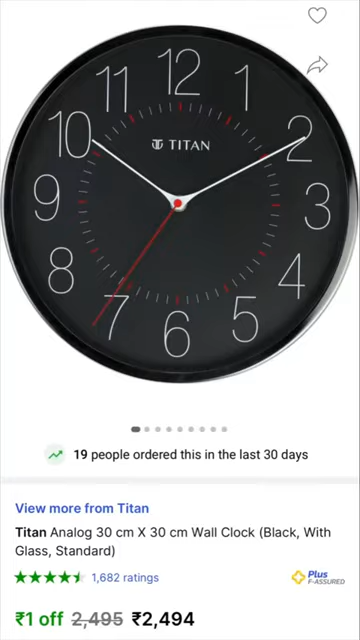 12
11 1
10 2
TITAN
9 3
8 4
7 5
6
19 people ordered this in the last 30 days
View more from Titan
Titan Analog 30 cm X 30 cm Wall Clock (Black, With
Glass, Standard)
1,682 ratings
Plus
F-ASSURED
₹1 off 2,495 ₹2,494